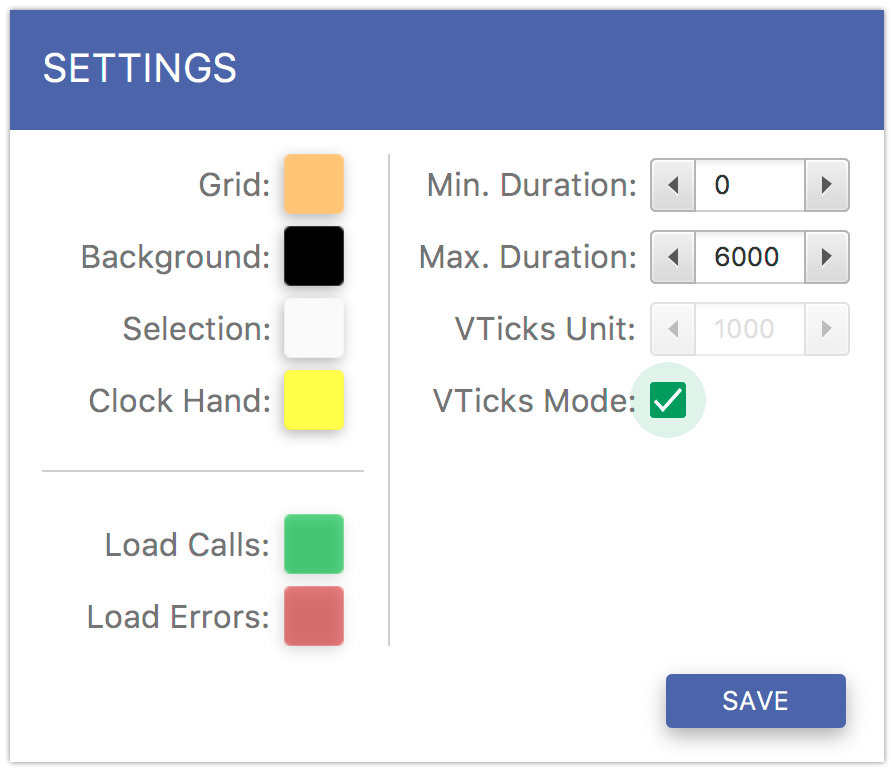 SETTINGS
Grid:
Background:
Selection:
Clock Hand:
Load Calls:
Load Errors:
Min. Duration: 0
Max. Duration: 6000
VTicks Unit: 1000
VTicks Mode:
SAVE